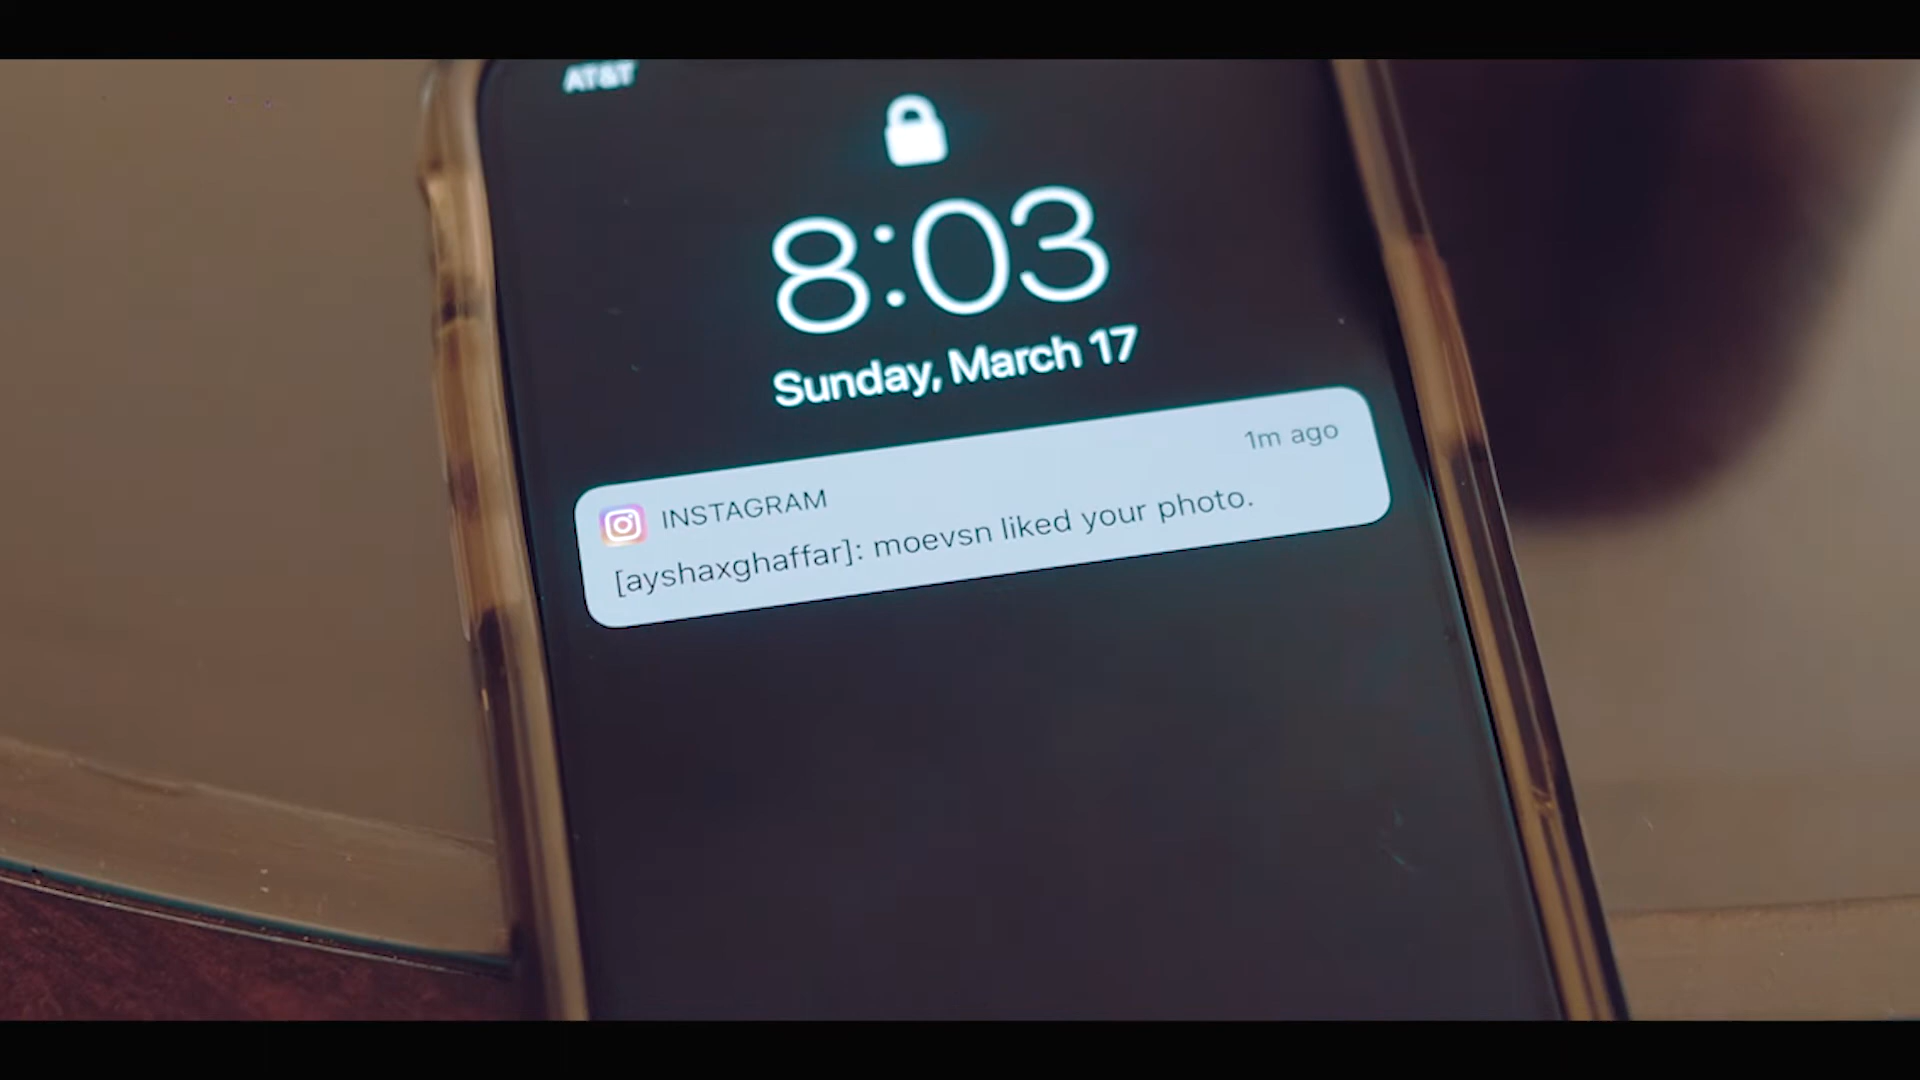 AT&T
8:03
Sunday, March 17
INSTAGRAM
1m ago
[ayshaxghaffar]: moevsn liked your photo.